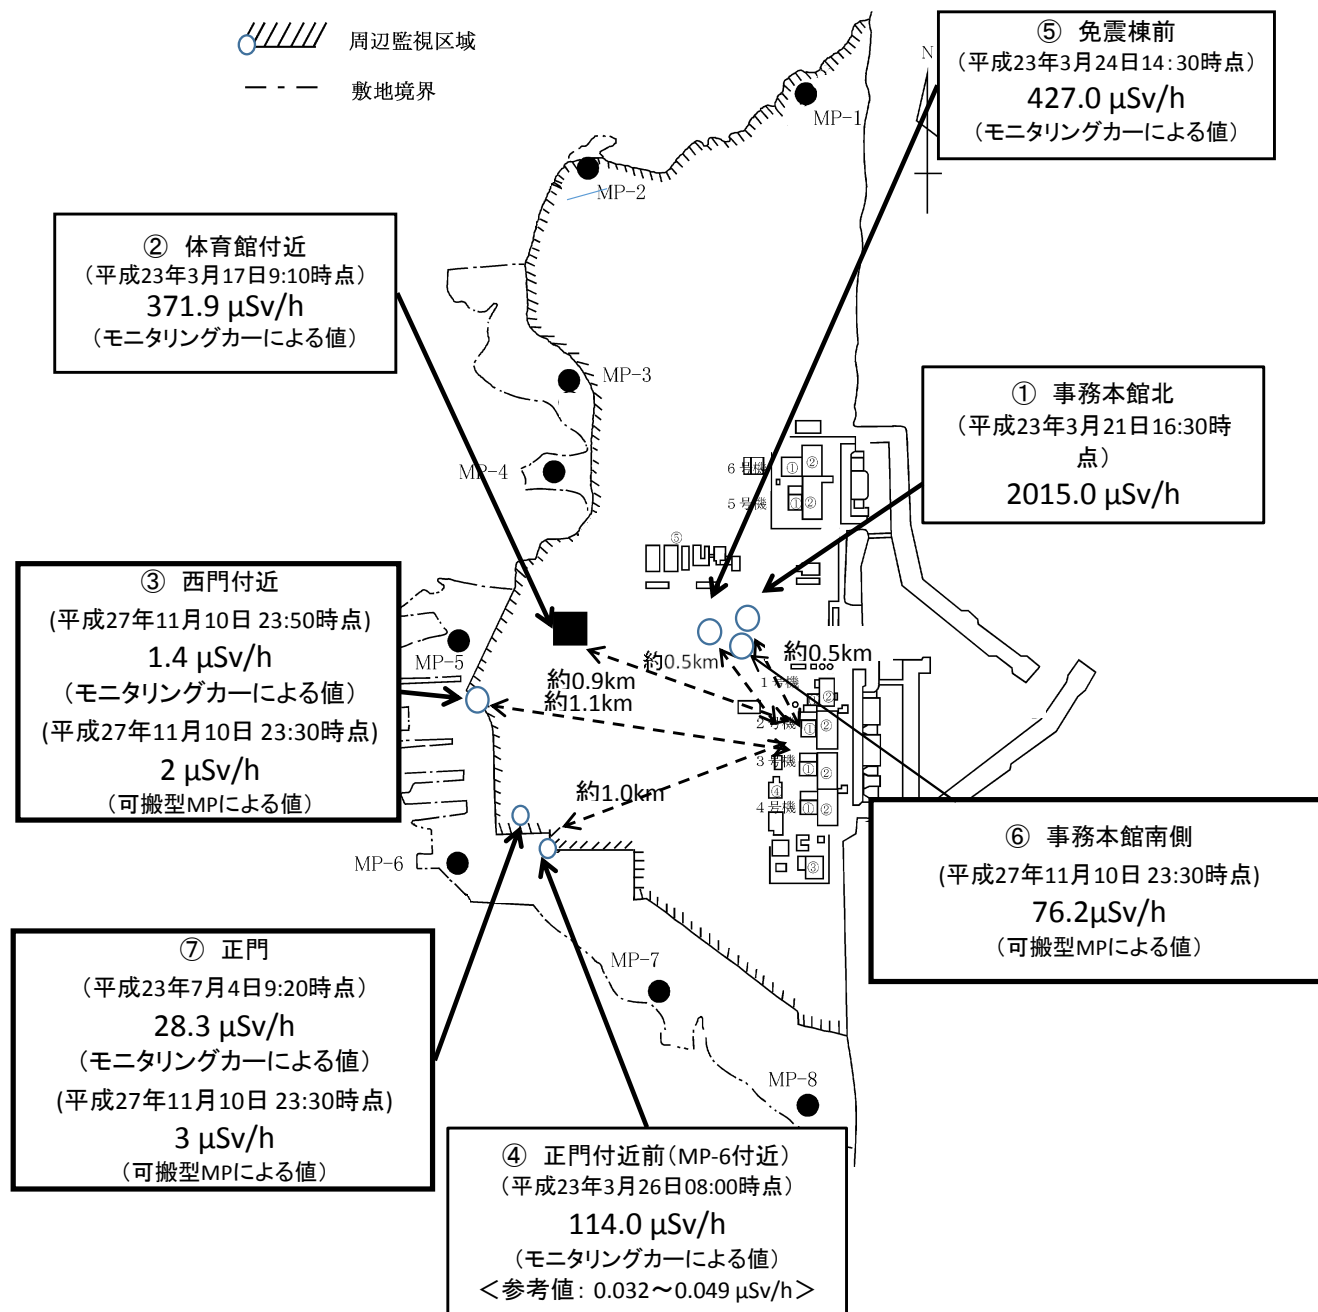 周辺監視区域
敷地境界
⑤ 免震棟前
（平成23年3月24日14：30時点）
427.0 μSv/h
（モニタリングカーによる値）
N
MP-1
MP-2
② 体育館付近
（平成23年3月17日9:10時点）
371.9 μSv/h
（モニタリングカーによる値）
MP-3
① 事務本館北
（平成23年3月21日16:30時
点）
2015.0 μSv/h
MP-4
6号機
①
②
5号機
①
②
⑤
③ 西門付近
(平成27年11月10日 23:50時点)
1.4 μSv/h
（モニタリングカーによる値）
(平成27年11月10日 23:30時点)
2 μSv/h
（可搬型MPによる値）
MP-5
約0.5km
約0.5km
約0.9km
約1.1km
1号機
②
2号機
①
②
3号機
①
②
④
4号機
①
②
③
約1.0km
MP-6
⑥ 事務本館南側
(平成27年11月10日 23:30時点)
76.2μSv/h
（可搬型MPによる値）
⑦ 正門
（平成23年7月4日9:20時点）
28.3 μSv/h
（モニタリングカーによる値）
(平成27年11月10日 23:30時点)
3 μSv/h
（可搬型MPによる値）
MP-7
MP-8
④ 正門付近前（MP-6付近）
（平成23年3月26日08:00時点）
114.0 μSv/h
（モニタリングカーによる値）
＜参考値： 0.032～0.049 μSv/h＞